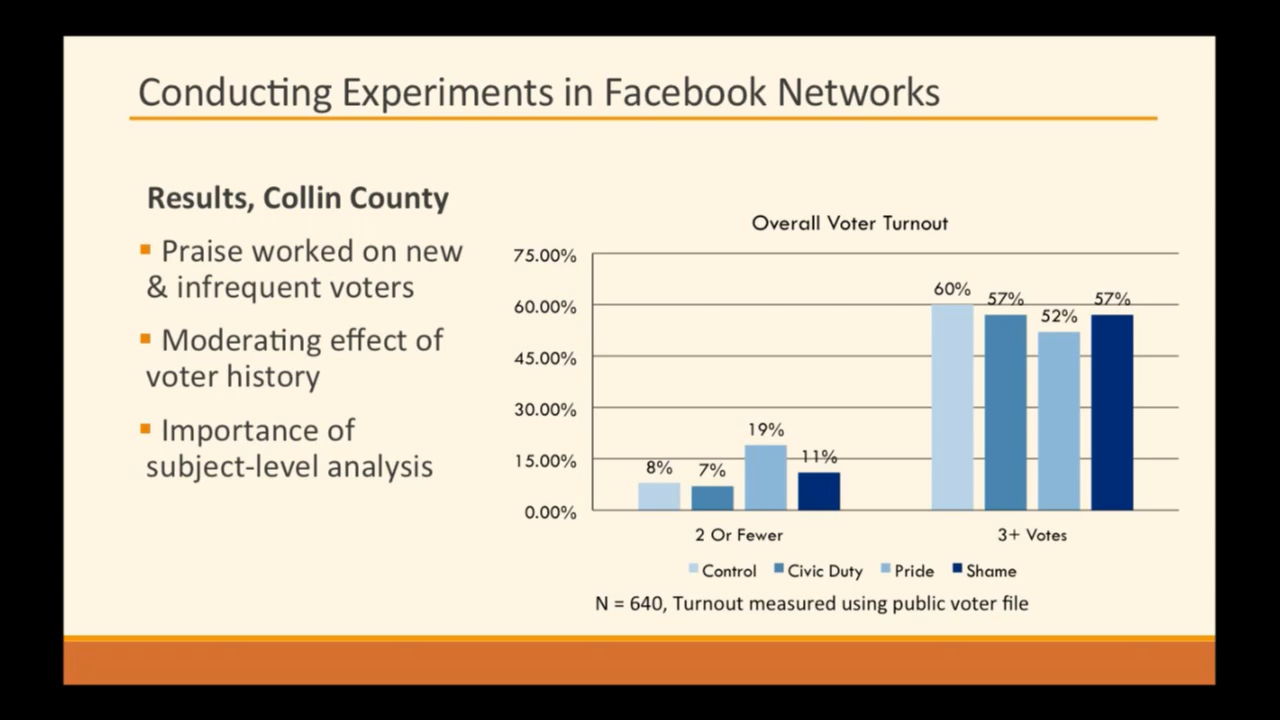 Conducting Experiments in Facebook Networks
Results, Collin County
▪ Praise worked on new
& infrequent voters
▪ Moderating effect of
voter history
▪ Importance of
subject-level analysis
Overall Voter Turnout
75.00%
60.00%
45.00%
30.00%
15.00%
0.00%
8% 7% 19% 11%
60% 57% 52% 57%
2 Or Fewer 3+ Votes
Control Civic Duty Pride Shame
N = 640, Turnout measured using public voter file